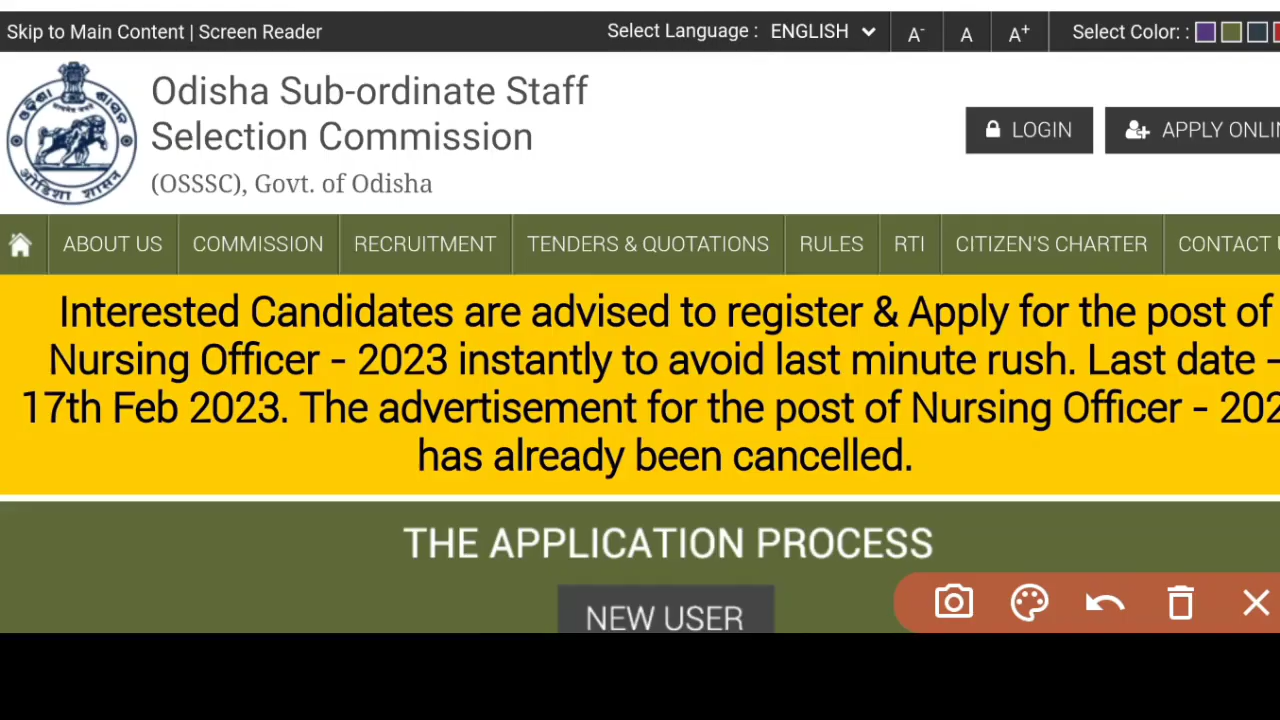 Skip to Main Content | Screen Reader
Select Language : ENGLISH
A-
A
A+
Select Color: :
ଓଡ଼ିଶା ଶାସନ
ओड़िशा शासन
Odisha Sub-ordinate Staff
Selection Commission
(OSSSC), Govt. of Odisha
LOGIN
APPLY
ABOUT US
COMMISSION
RECRUITMENT
TENDERS & QUOTATIONS
RULES
RTI
CITIZEN'S CHARTER
CONTACT
Interested Candidates are advised to register & Apply for the post of
Nursing Officer - 2023 instantly to avoid last minute rush. Last date -
17th Feb 2023. The advertisement for the post of Nursing Officer - 202
has already been cancelled.
THE APPLICATION PROCESS
NEW USER